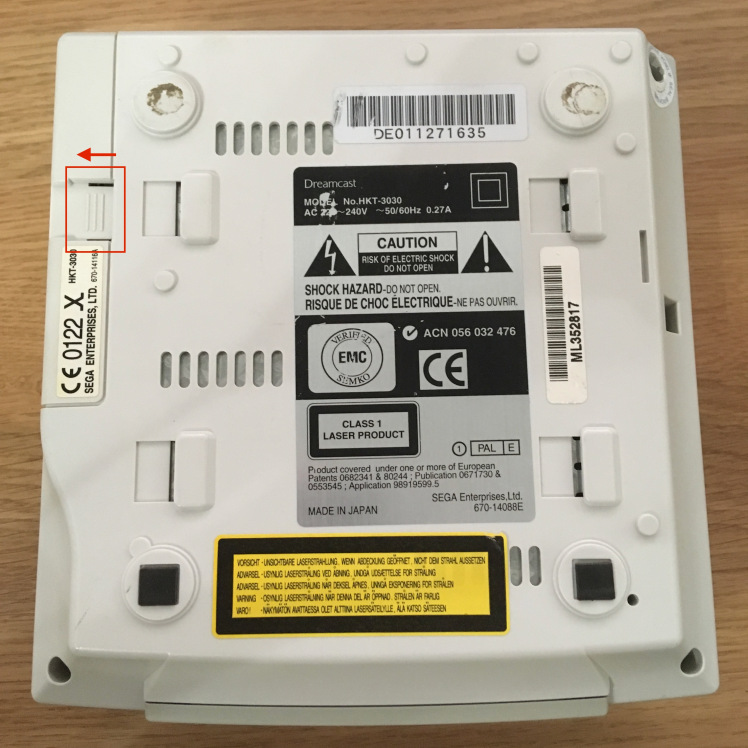 DE011271635
Dreamcast
MODEL No.HKT-3030
AC 220~240V ~50/60Hz 0.27A
CAUTION
RISK OF ELECTRIC SHOCK
DO NOT OPEN
SHOCK HAZARD-DO NOT OPEN.
RISQUE DE CHOC ÉLECTRIQUE-NE PAS OUVRIR.
VERIFIED
EMC
SUMKO
ACN 056 032 476
CE
CLASS 1
LASER PRODUCT
1 PAL E
Product covered under one or more of European
Patents 0682341 & 80244 ; Publication 0671730 &
0553545 ; Application 98919599.5
SEGA Enterprises,Ltd.
MADE IN JAPAN 670-14088E
CE 0122 X HKT-3030
SEGA ENTERPRISES, LTD. 670-14116A
ML352817
VORSICHT -UNSICHTBARE LASERSTRAHLUNG, WENN ABDECKUNG GEÖFFNET, NICHT DEM STRAHL AUSSETZEN
ADVARSEL -USYNLIG LASERSTRÅLING VED ÅBNING, UNDGÅ UDSÆTTELSE FOR STRÅLING
ADVARSEL -USYNLIG LASERSTRÅLING NÅR DEKSEL ÅPNES, UNNGÅ EKSPONERING FOR STRÅLEN
VARNING -OSYNLIG LASERSTRÅLNING NÄR DENNA DEL ÄR ÖPPNAD, STRÅLEN ÄR FARLIG
VARO! -NÄKYMÄTÖN AVATTAESSA OLET ALTTIINA LASERSÄTEILYLLE, ÄLÄ KATSO SÄTEESEEN